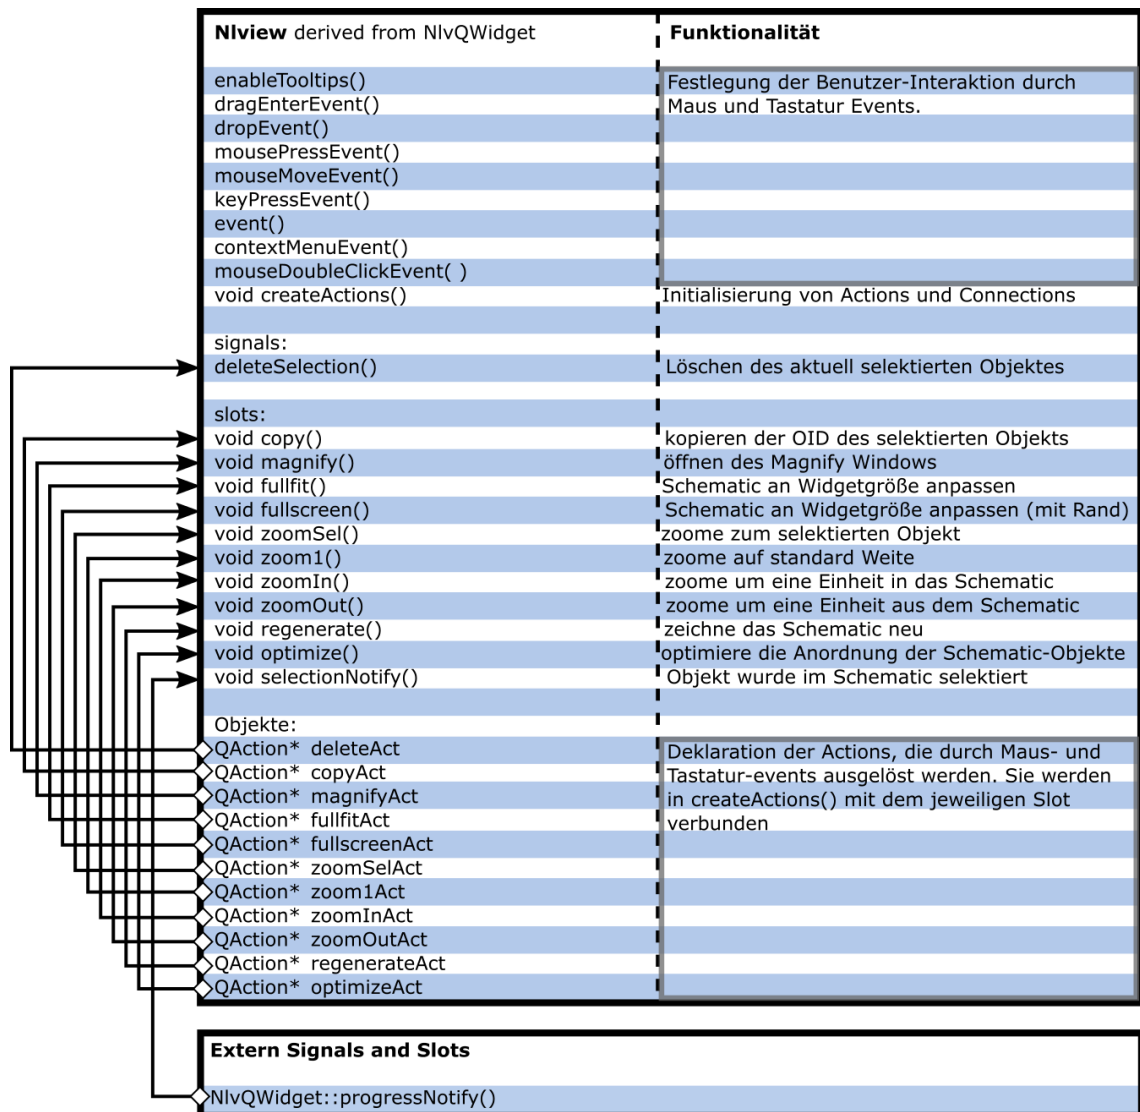 Nlview derived from NlvQWidget Funktionalität
enableTooltips() Festlegung der Benutzer-Interaktion durch
dragEnterEvent() Maus und Tastatur Events.
dropEvent()
mousePressEvent()
mouseMoveEvent()
keyPressEvent()
event()
contextMenuEvent()
mouseDoubleClickEvent( )
void createActions() Initialisierung von Actions und Connections
signals:
deleteSelection() Löschen des aktuell selektierten Objektes
slots:
void copy() kopieren der OID des selektierten Objekts
void magnify() öffnen des Magnify Windows
void fullfit() Schematic an Widgetgröße anpassen
void fullscreen() Schematic an Widgetgröße anpassen (mit Rand)
void zoomSel() zoome zum selektierten Objekt
void zoom1() zoome auf standard Weite
void zoomIn() zoome um eine Einheit in das Schematic
void zoomOut() zoome um eine Einheit aus dem Schematic
void regenerate() zeichne das Schematic neu
void optimize() optimiere die Anordnung der Schematic-Objekte
void selectionNotify() Objekt wurde im Schematic selektiert
Objekte:
QAction* deleteAct Deklaration der Actions, die durch Maus- und
QAction* copyAct Tastatur-events ausgelöst werden. Sie werden
QAction* magnifyAct in createActions() mit dem jeweiligen Slot
QAction* fullfitAct verbunden
QAction* fullscreenAct
QAction* zoomSelAct
QAction* zoom1Act
QAction* zoomInAct
QAction* zoomOutAct
QAction* regenerateAct
QAction* optimizeAct
Extern Signals and Slots
NlvQWidget::progressNotify()